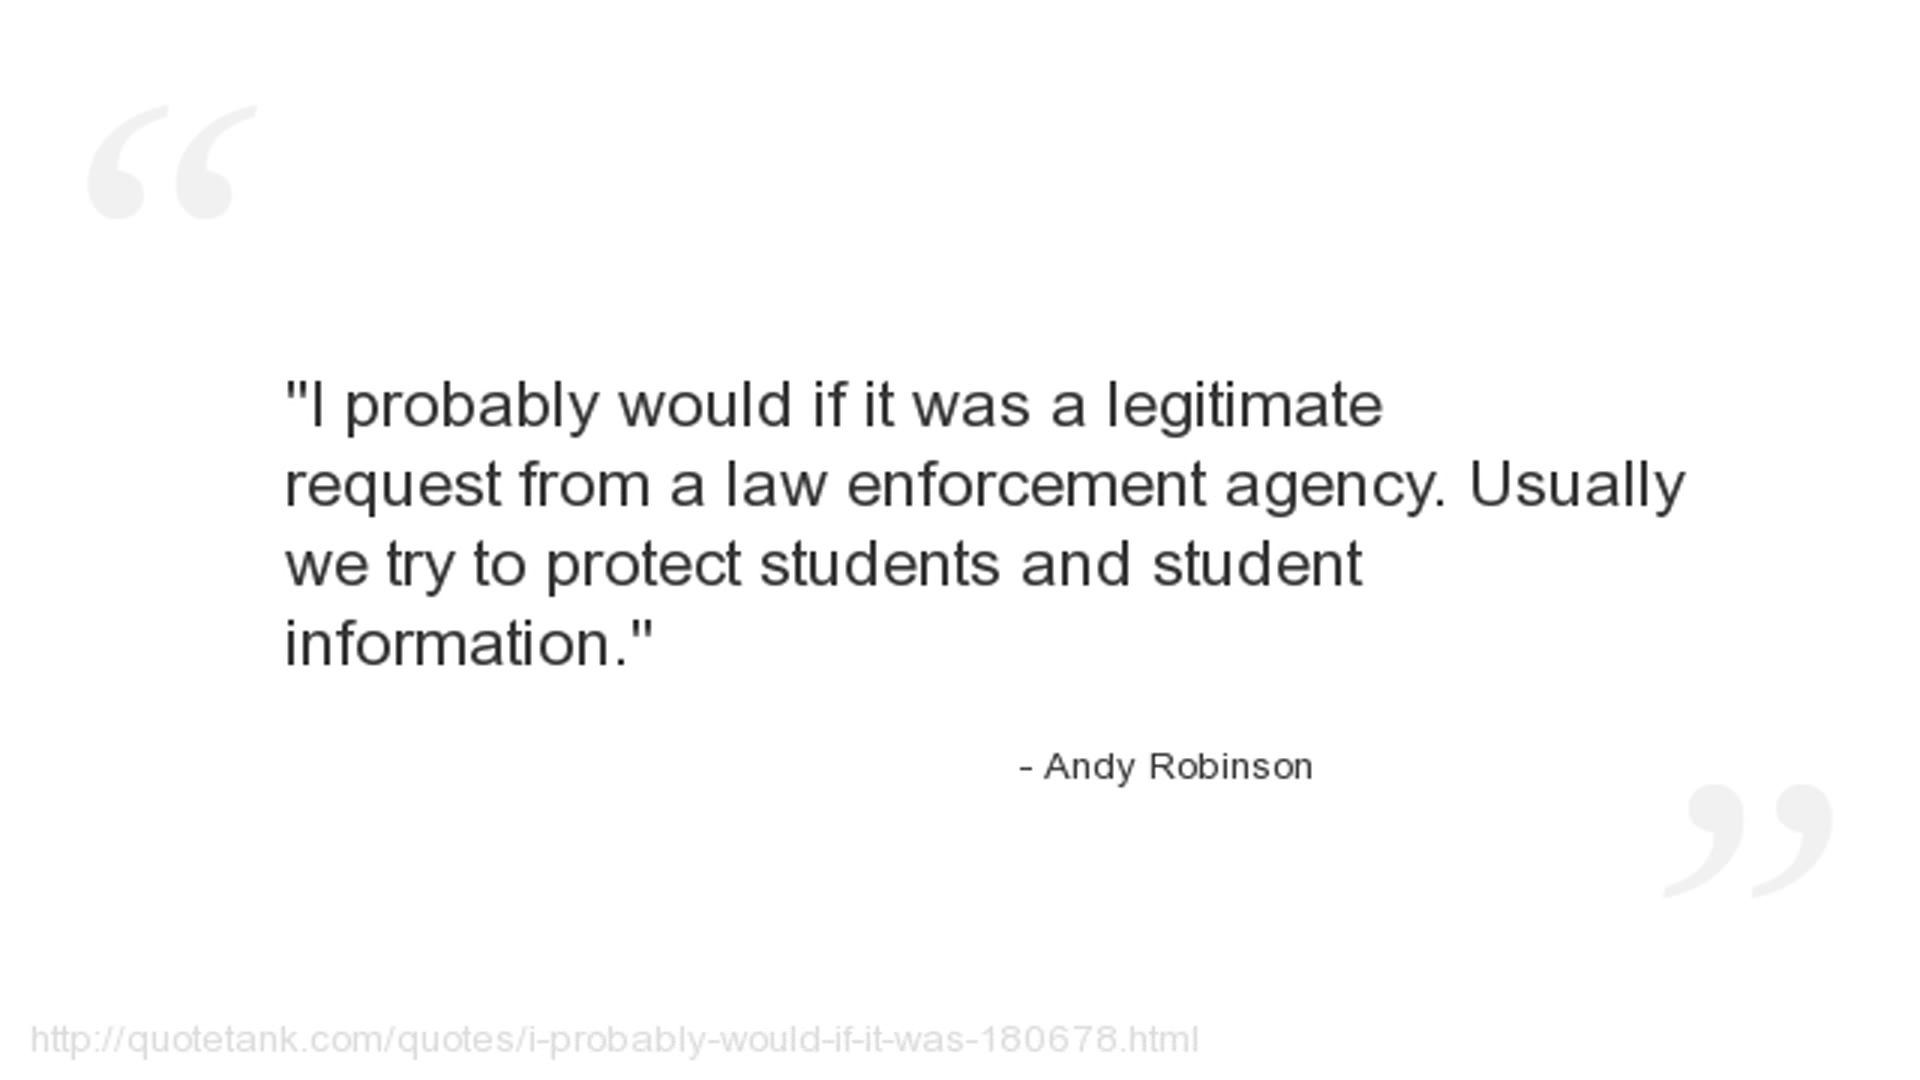 "I probably would if it was a legitimate
request from a law enforcement agency. Usually
we try to protect students and student
information."
- Andy Robinson
http://quotetank.com/quotes/i-probably-would-if-it-was-180678.html